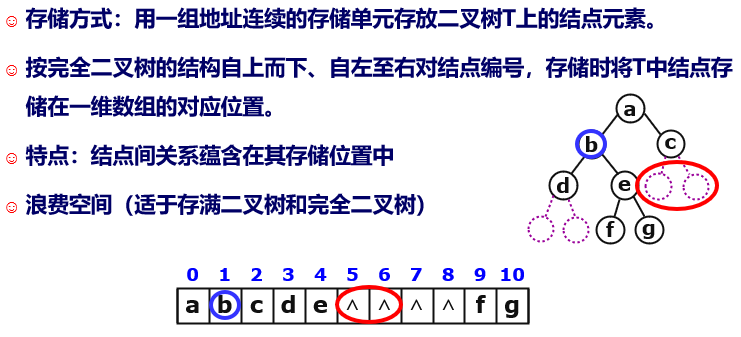 存储方式：用一组地址连续的存储单元存放二叉树T上的结点元素。
按完全二叉树的结构自上而下、自左至右对结点编号，存储时将T中结点存
储在一维数组的对应位置。
特点：结点间关系蕴含在其存储位置中
浪费空间（适于存满二叉树和完全二叉树）
a
b c
d e
f g
0 1 2 3 4 5 6 7 8 9 10
a b c d e ^ ^ ^ ^ f g